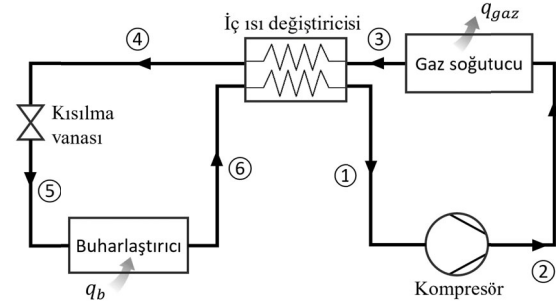 q_gaz
④
İç ısı değiştiricisi
③
Gaz soğutucu
Kısılma
vanası
⑤
⑥
①
Buharlaştırıcı
q_b
Kompresör
②